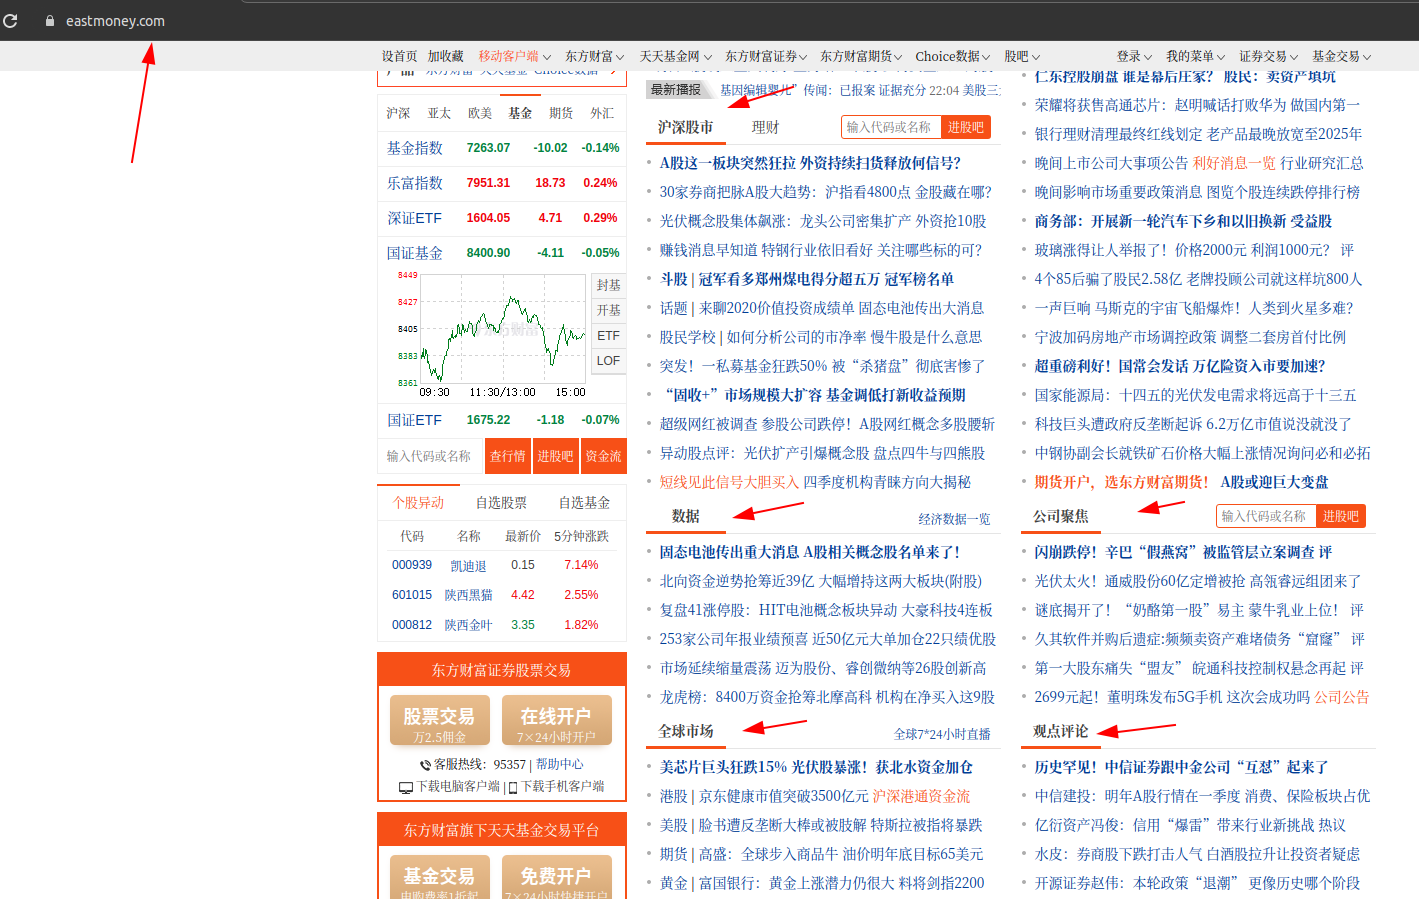 eastmoney.com
设首页 加收藏 移动客户端 东方财富 天天基金网 东方财富证券 东方财富期货 Choice数据 股吧 登录 我的菜单 证券交易 基金交易
沪深 亚太 欧美 基金 期货 外汇
基金指数 7263.07 -10.02 -0.14%
乐富指数 7951.31 18.73 0.24%
深证ETF 1604.05 4.71 0.29%
国证基金 8400.90 -4.11 -0.05%
8449
8427
8405
8383
8361
09:30 11:30/13:00 15:00
封基
开基
ETF
LOF
国证ETF 1675.22 -1.18 -0.07%
输入代码或名称 查行情 进股吧 资金流
个股异动 自选股票 自选基金
代码 名称 最新价 5分钟涨跌
000939 凯迪退 0.15 7.14%
601015 陕西黑猫 4.42 2.55%
000812 陕西金叶 3.35 1.82%
东方财富证券股票交易
股票交易 在线开户
万2.5佣金 7×24小时开户
客服热线：95357 | 帮助中心
下载电脑客户端 | 下载手机客户端
东方财富旗下天天基金交易平台
基金交易 免费开户
申购费率1折起 7×24小时快捷开户
最新播报 基因编辑婴儿”传闻：已报案 证据充分 22:04 美股三大
沪深股市 理财 输入代码或名称 进股吧
A股这一板块突然狂拉 外资持续扫货释放何信号？
30家券商把脉A股大趋势：沪指看4800点 金股藏在哪？
光伏概念股集体飙涨：龙头公司密集扩产 外资抢10股
赚钱消息早知道 特钢行业依旧看好 关注哪些标的可？
斗股 | 冠军看多郑州煤电得分超五万 冠军榜名单
话题 | 来聊2020价值投资成绩单 固态电池传出大消息
股民学校 | 如何分析公司的市净率 慢牛股是什么意思
突发！一私募基金狂跌50% 被“杀猪盘”彻底害惨了
“固收+”市场规模大扩容 基金调低打新收益预期
超级网红被调查 参股公司跌停！A股网红概念多股腰斩
异动股点评：光伏扩产引爆概念股 盘点四牛与四熊股
短线见此信号大胆买入 四季度机构青睐方向大揭秘
数据 经济数据一览
固态电池传出重大消息 A股相关概念股名单来了！
北向资金逆势抢筹近39亿 大幅增持这两大板块(附股)
复盘41涨停股：HIT电池概念板块异动 大豪科技4连板
253家公司年报业绩预喜 近50亿元大单加仓22只绩优股
市场延续缩量震荡 迈为股份、睿创微纳等26股创新高
龙虎榜：8400万资金抢筹北摩高科 机构在净买入这9股
全球市场 全球7*24小时直播
美芯片巨头狂跌15% 光伏股暴涨！获北水资金加仓
港股 | 京东健康市值突破3500亿元 沪深港通资金流
美股 | 脸书遭反垄断大棒或被肢解 特斯拉被指将暴跌
期货 | 高盛：全球步入商品牛 油价明年底目标65美元
黄金 | 富国银行：黄金上涨潜力仍很大 料将剑指2200
仁东控股崩盘 谁是幕后庄家？ 股民：卖资产填坑
荣耀将获售高通芯片：赵明喊话打败华为 做国内第一
银行理财清理最终红线划定 老产品最晚放宽至2025年
晚间上市公司大事项公告 利好消息一览 行业研究汇总
晚间影响市场重要政策消息 图览个股连续跌停排行榜
商务部：开展新一轮汽车下乡和以旧换新 受益股
玻璃涨得让人举报了！价格2000元 利润1000元？ 评
4个85后骗了股民2.58亿 老牌投顾公司就这样坑800人
一声巨响 马斯克的宇宙飞船爆炸！人类到火星多难？
宁波加码房地产市场调控政策 调整二套房首付比例
超重磅利好！国常会发话 万亿险资入市要加速？
国家能源局：十四五的光伏发电需求将远高于十三五
科技巨头遭政府反垄断起诉 6.2万亿市值说没就没了
中钢协副会长就铁矿石价格大幅上涨情况询问必和必拓
期货开户，选东方财富期货！ A股或迎巨大变盘
公司聚焦 输入代码或名称 进股吧
闪崩跌停！辛巴“假燕窝”被监管层立案调查 评
光伏太火！通威股份60亿定增被抢 高瓴睿远组团来了
谜底揭开了！“奶酪第一股”易主 蒙牛乳业上位！ 评
久其软件并购后遗症:频频卖资产难堵债务“窟窿” 评
第一大股东痛失“盟友” 皖通科技控制权悬念再起 评
2699元起！董明珠发布5G手机 这次会成功吗 公司公告
观点评论
历史罕见！中信证券跟中金公司“互怼”起来了
中信建投：明年A股行情在一季度 消费、保险板块占优
亿衍资产冯俊：信用“爆雷”带来行业新挑战 热议
水皮：券商股下跌打击人气 白酒股拉升让投资者疑虑
开源证券赵伟：本轮政策“退潮” 更像历史哪个阶段